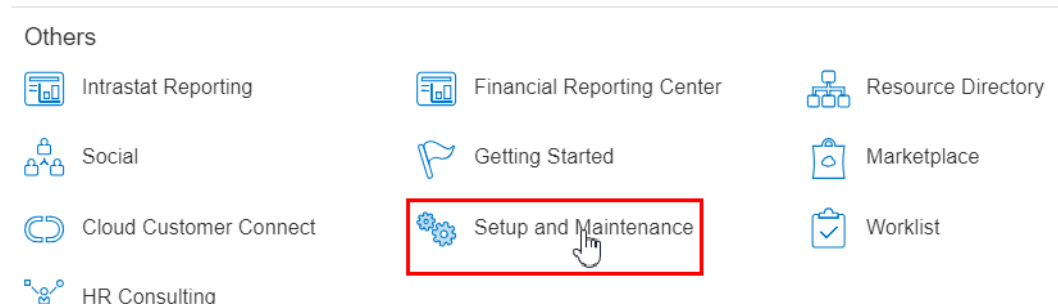 Others
Intrastat Reporting
Financial Reporting Center
Resource Directory
Social
Getting Started
Marketplace
Cloud Customer Connect
Setup and Maintenance
Worklist
HR Consulting